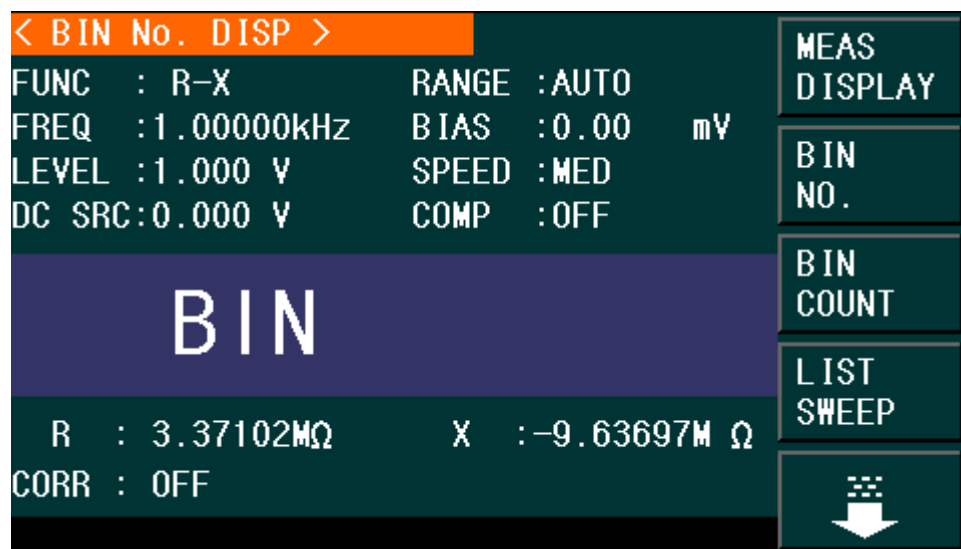 < BIN No. DISP >
FUNC : R-X RANGE :AUTO
FREQ :1.00000kHz BIAS :0.00 mV
LEVEL :1.000 V SPEED :MED
DC SRC:0.000 V COMP :OFF
BIN
R : 3.37102MΩ X :-9.63697M Ω
CORR : OFF
MEAS
DISPLAY
BIN
NO.
BIN
COUNT
LIST
SWEEP